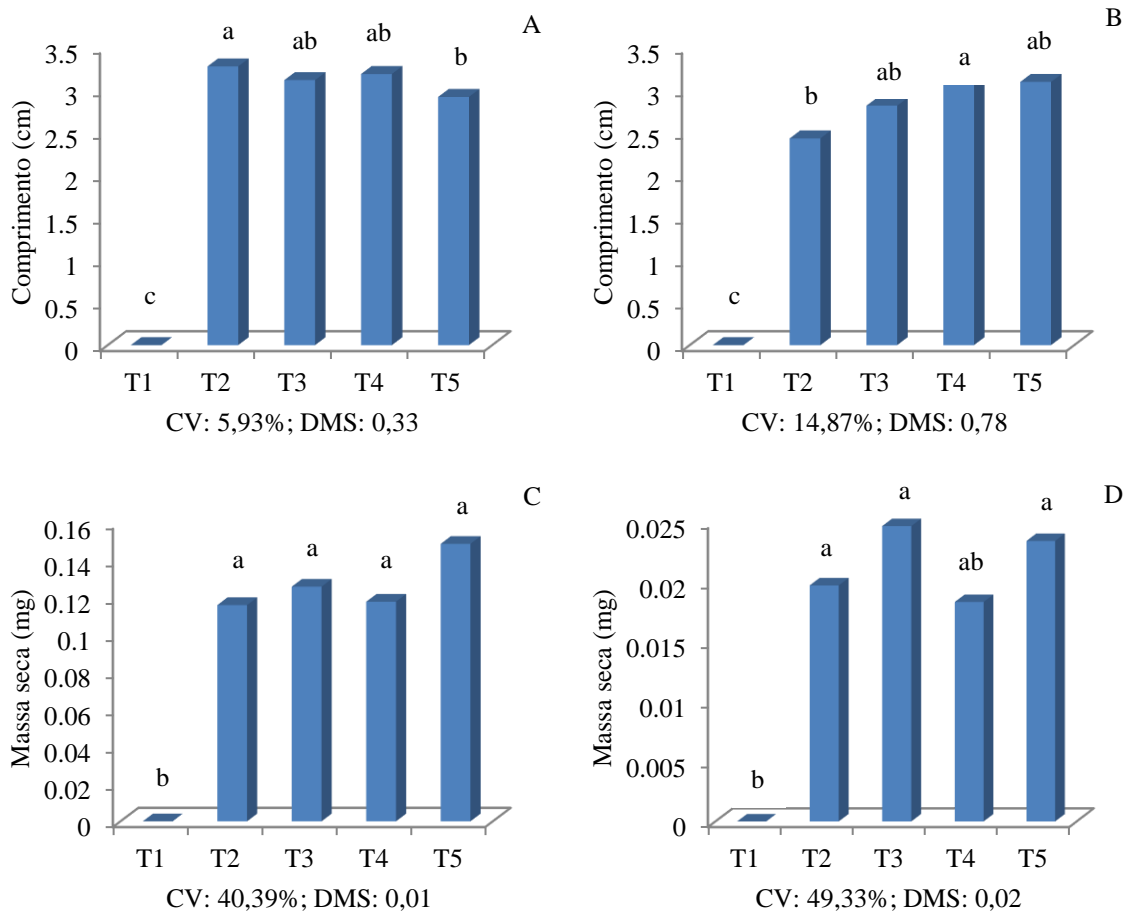 A
a ab ab b
3.5
3
2.5
2
1.5
1
0.5
0
c
Comprimento (cm)
T1 T2 T3 T4 T5
CV: 5,93%; DMS: 0,33
B
b ab a ab
3.5
3
2.5
2
1.5
1
0.5
0
c
Comprimento (cm)
T1 T2 T3 T4 T5
CV: 14,87%; DMS: 0,78
C
a a a a
0.16
0.14
0.12
0.1
0.08
0.06
0.04
0.02
0
b
Massa seca (mg)
T1 T2 T3 T4 T5
CV: 40,39%; DMS: 0,01
D
a a ab a
0.025
0.02
0.015
0.01
0.005
0
b
Massa seca (mg)
T1 T2 T3 T4 T5
CV: 49,33%; DMS: 0,02